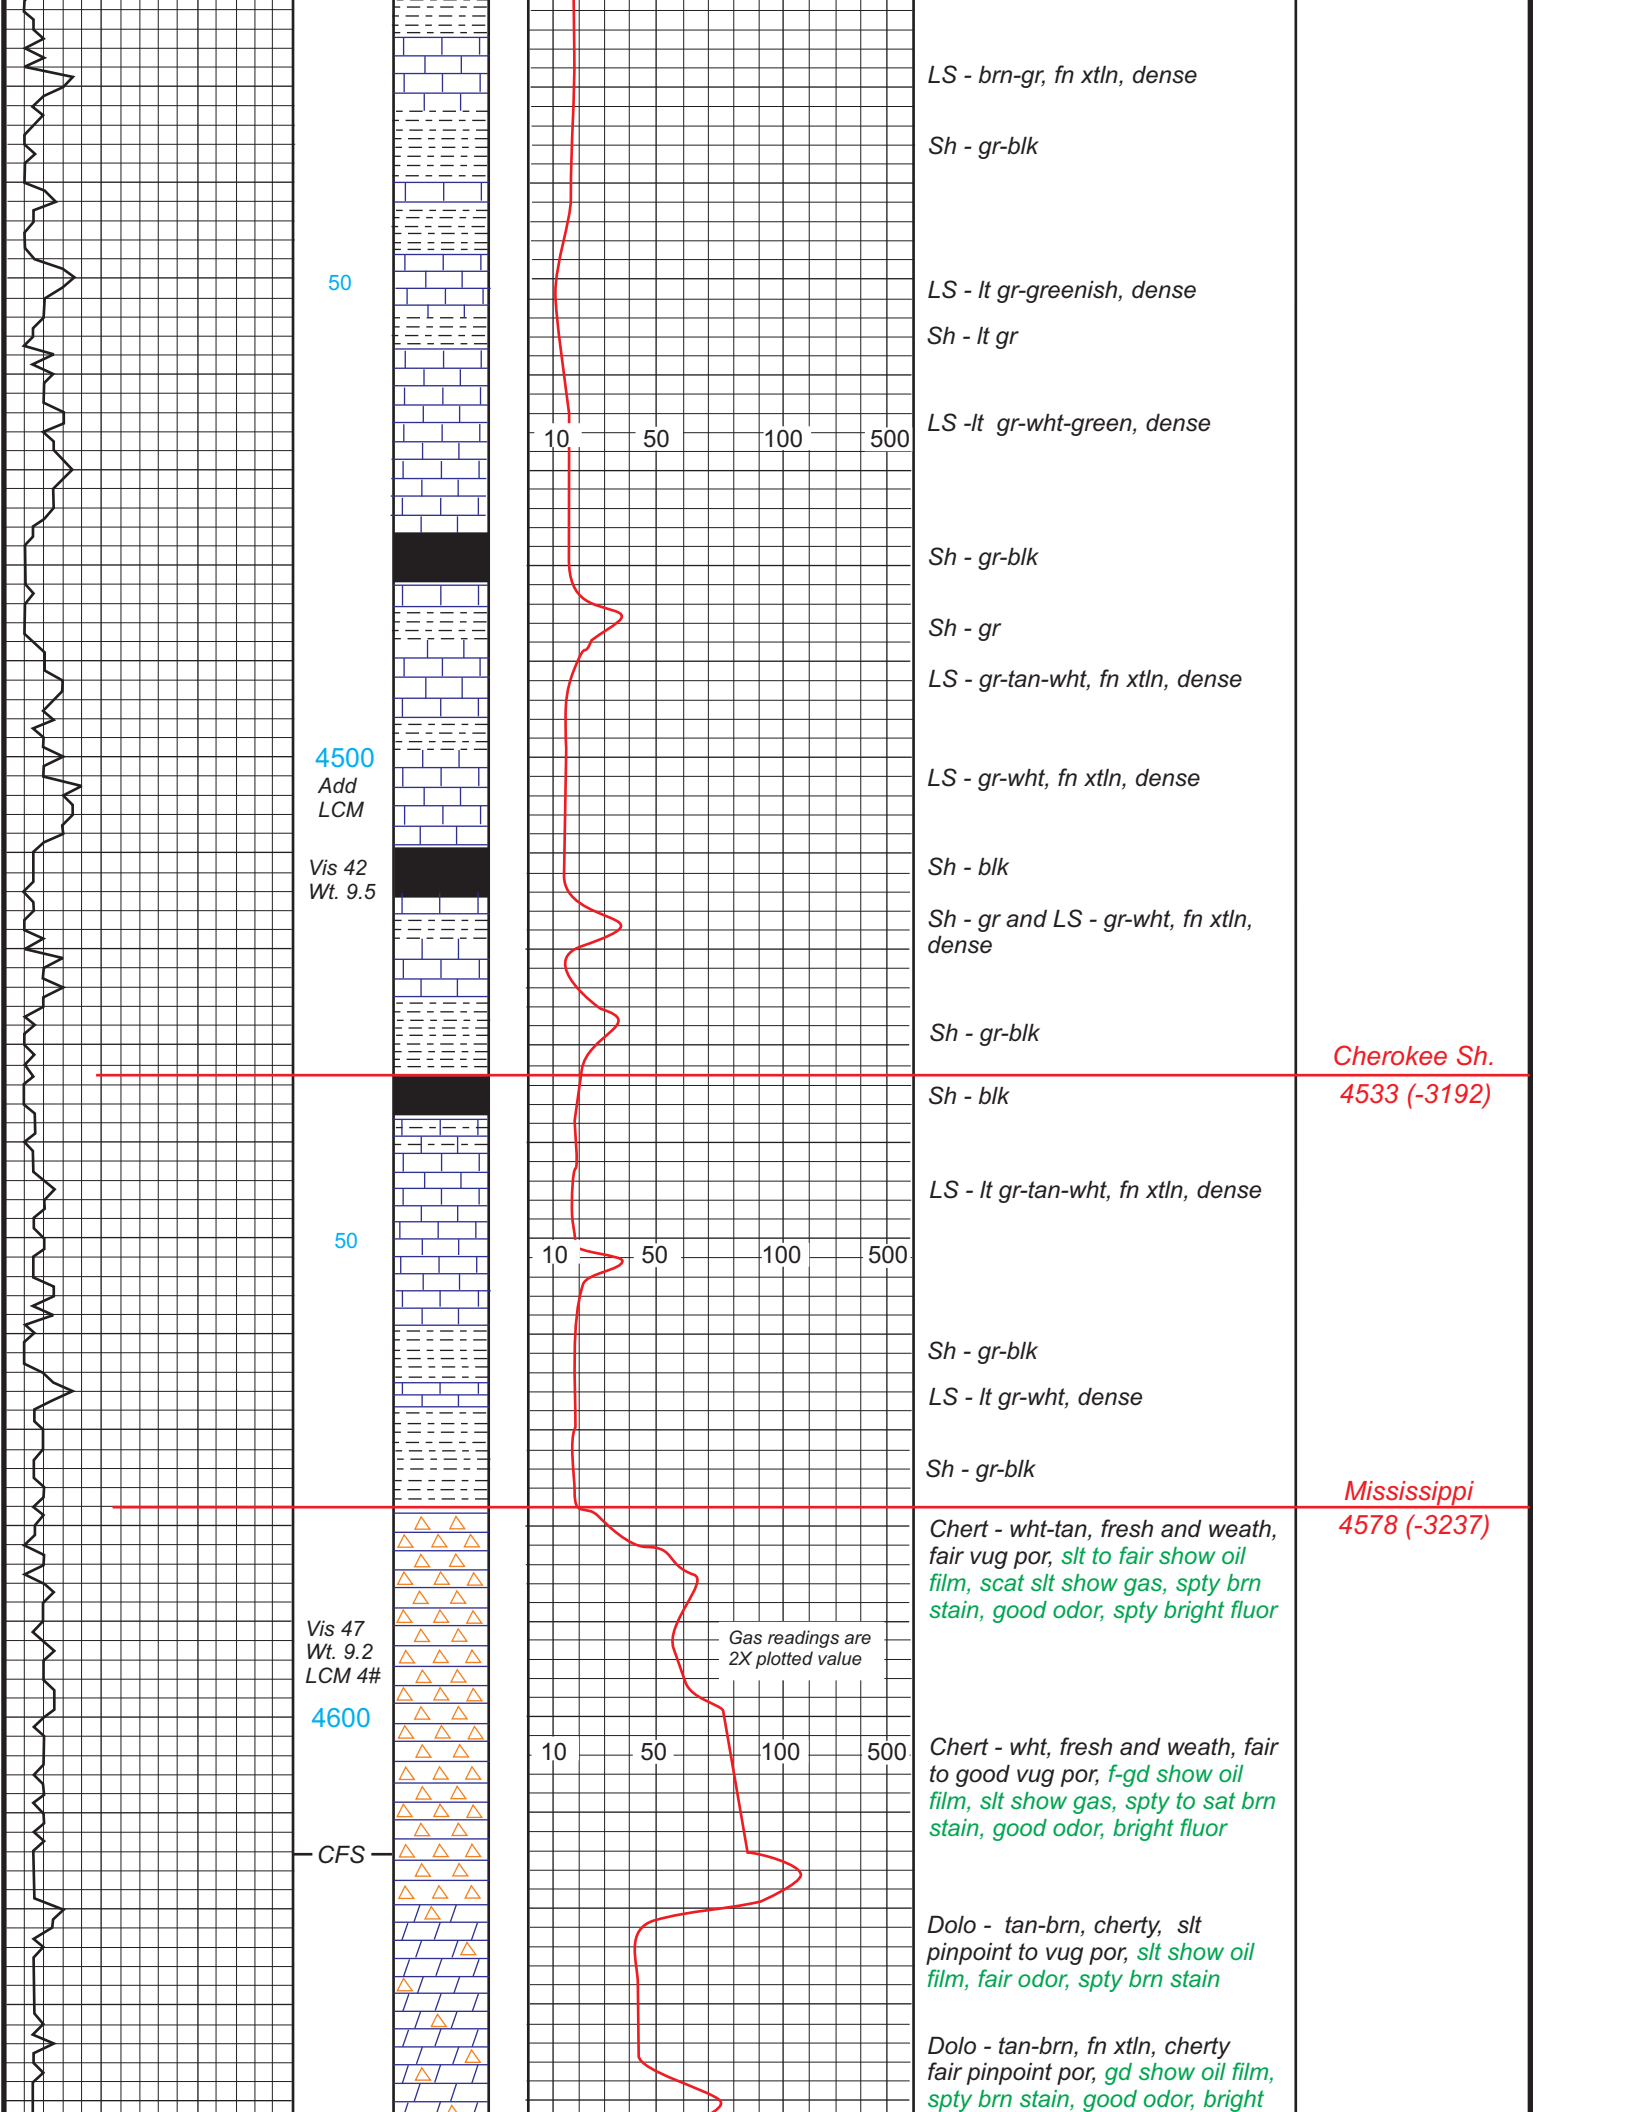 LS - brn-gr, fn xtln, dense
Sh - gr-blk
50
LS - lt gr-greenish, dense
Sh - lt gr
LS -lt  gr-wht-green, dense
10 50 100 500
Sh - gr-blk
Sh - gr
LS - gr-tan-wht, fn xtln, dense
4500
Add
LCM
LS - gr-wht, fn xtln, dense
Vis 42
Wt. 9.5
Sh - blk
Sh - gr and LS - gr-wht, fn xtln,
dense
Sh - gr-blk
Cherokee Sh.
4533 (-3192)
Sh - blk
LS - lt gr-tan-wht, fn xtln, dense
50
10 50 100 500
Sh - gr-blk
LS - lt gr-wht, dense
Sh - gr-blk
Mississippi
4578 (-3237)
Chert - wht-tan, fresh and weath,
fair vug por, slt to fair show oil
film, scat slt show gas, spty brn
stain, good odor, spty bright fluor
Vis 47
Wt. 9.2
LCM 4#
Gas readings are
2X plotted value
4600
10 50 100 500
Chert - wht, fresh and weath, fair
to good vug por, f-gd show oil
film, slt show gas, spty to sat brn
stain, good odor, bright fluor
CFS
Dolo -  tan-brn, cherty,  slt
pinpoint to vug por, slt show oil
film, fair odor, spty brn stain
Dolo - tan-brn, fn xtln, cherty
fair pinpoint por, gd show oil film,
spty brn stain, good odor, bright